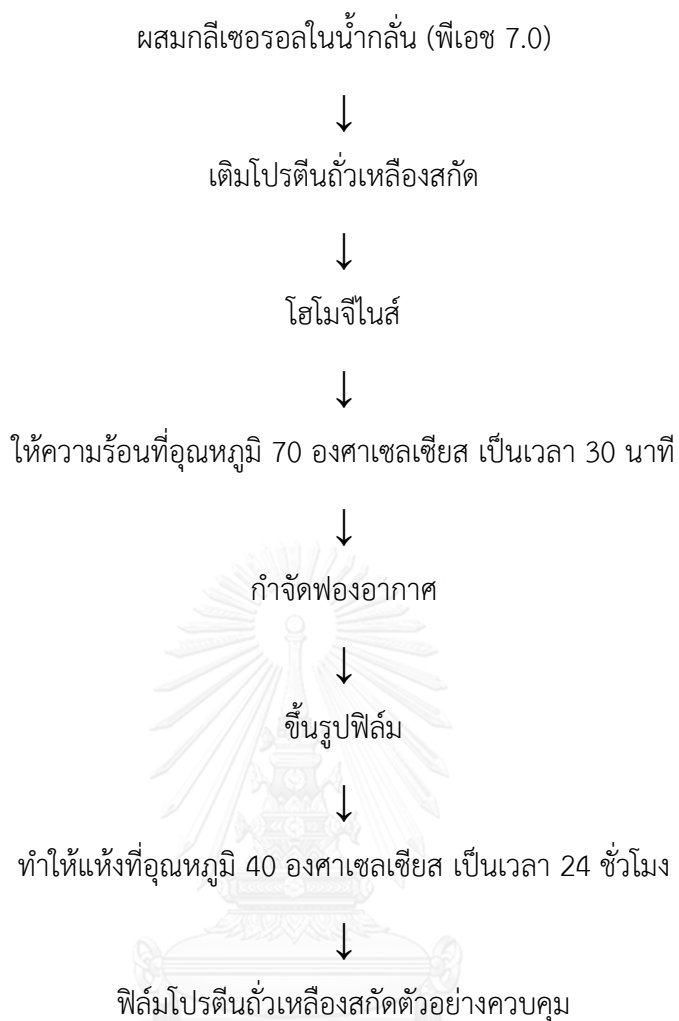 ผสมกลีเซอรอลในน้ำกลั่น (พีเอช 7.0)
↓
เติมโปรตีนถั่วเหลืองสกัด
↓
โฮโมจีไนส์
↓
ให้ความร้อนที่อุณหภูมิ 70 องศาเซลเซียส เป็นเวลา 30 นาที
↓
กำจัดฟองอากาศ
↓
ขึ้นรูปฟิล์ม
↓
ทำให้แห้งที่อุณหภูมิ 40 องศาเซลเซียส เป็นเวลา 24 ชั่วโมง
↓
ฟิล์มโปรตีนถั่วเหลืองสกัดตัวอย่างควบคุม